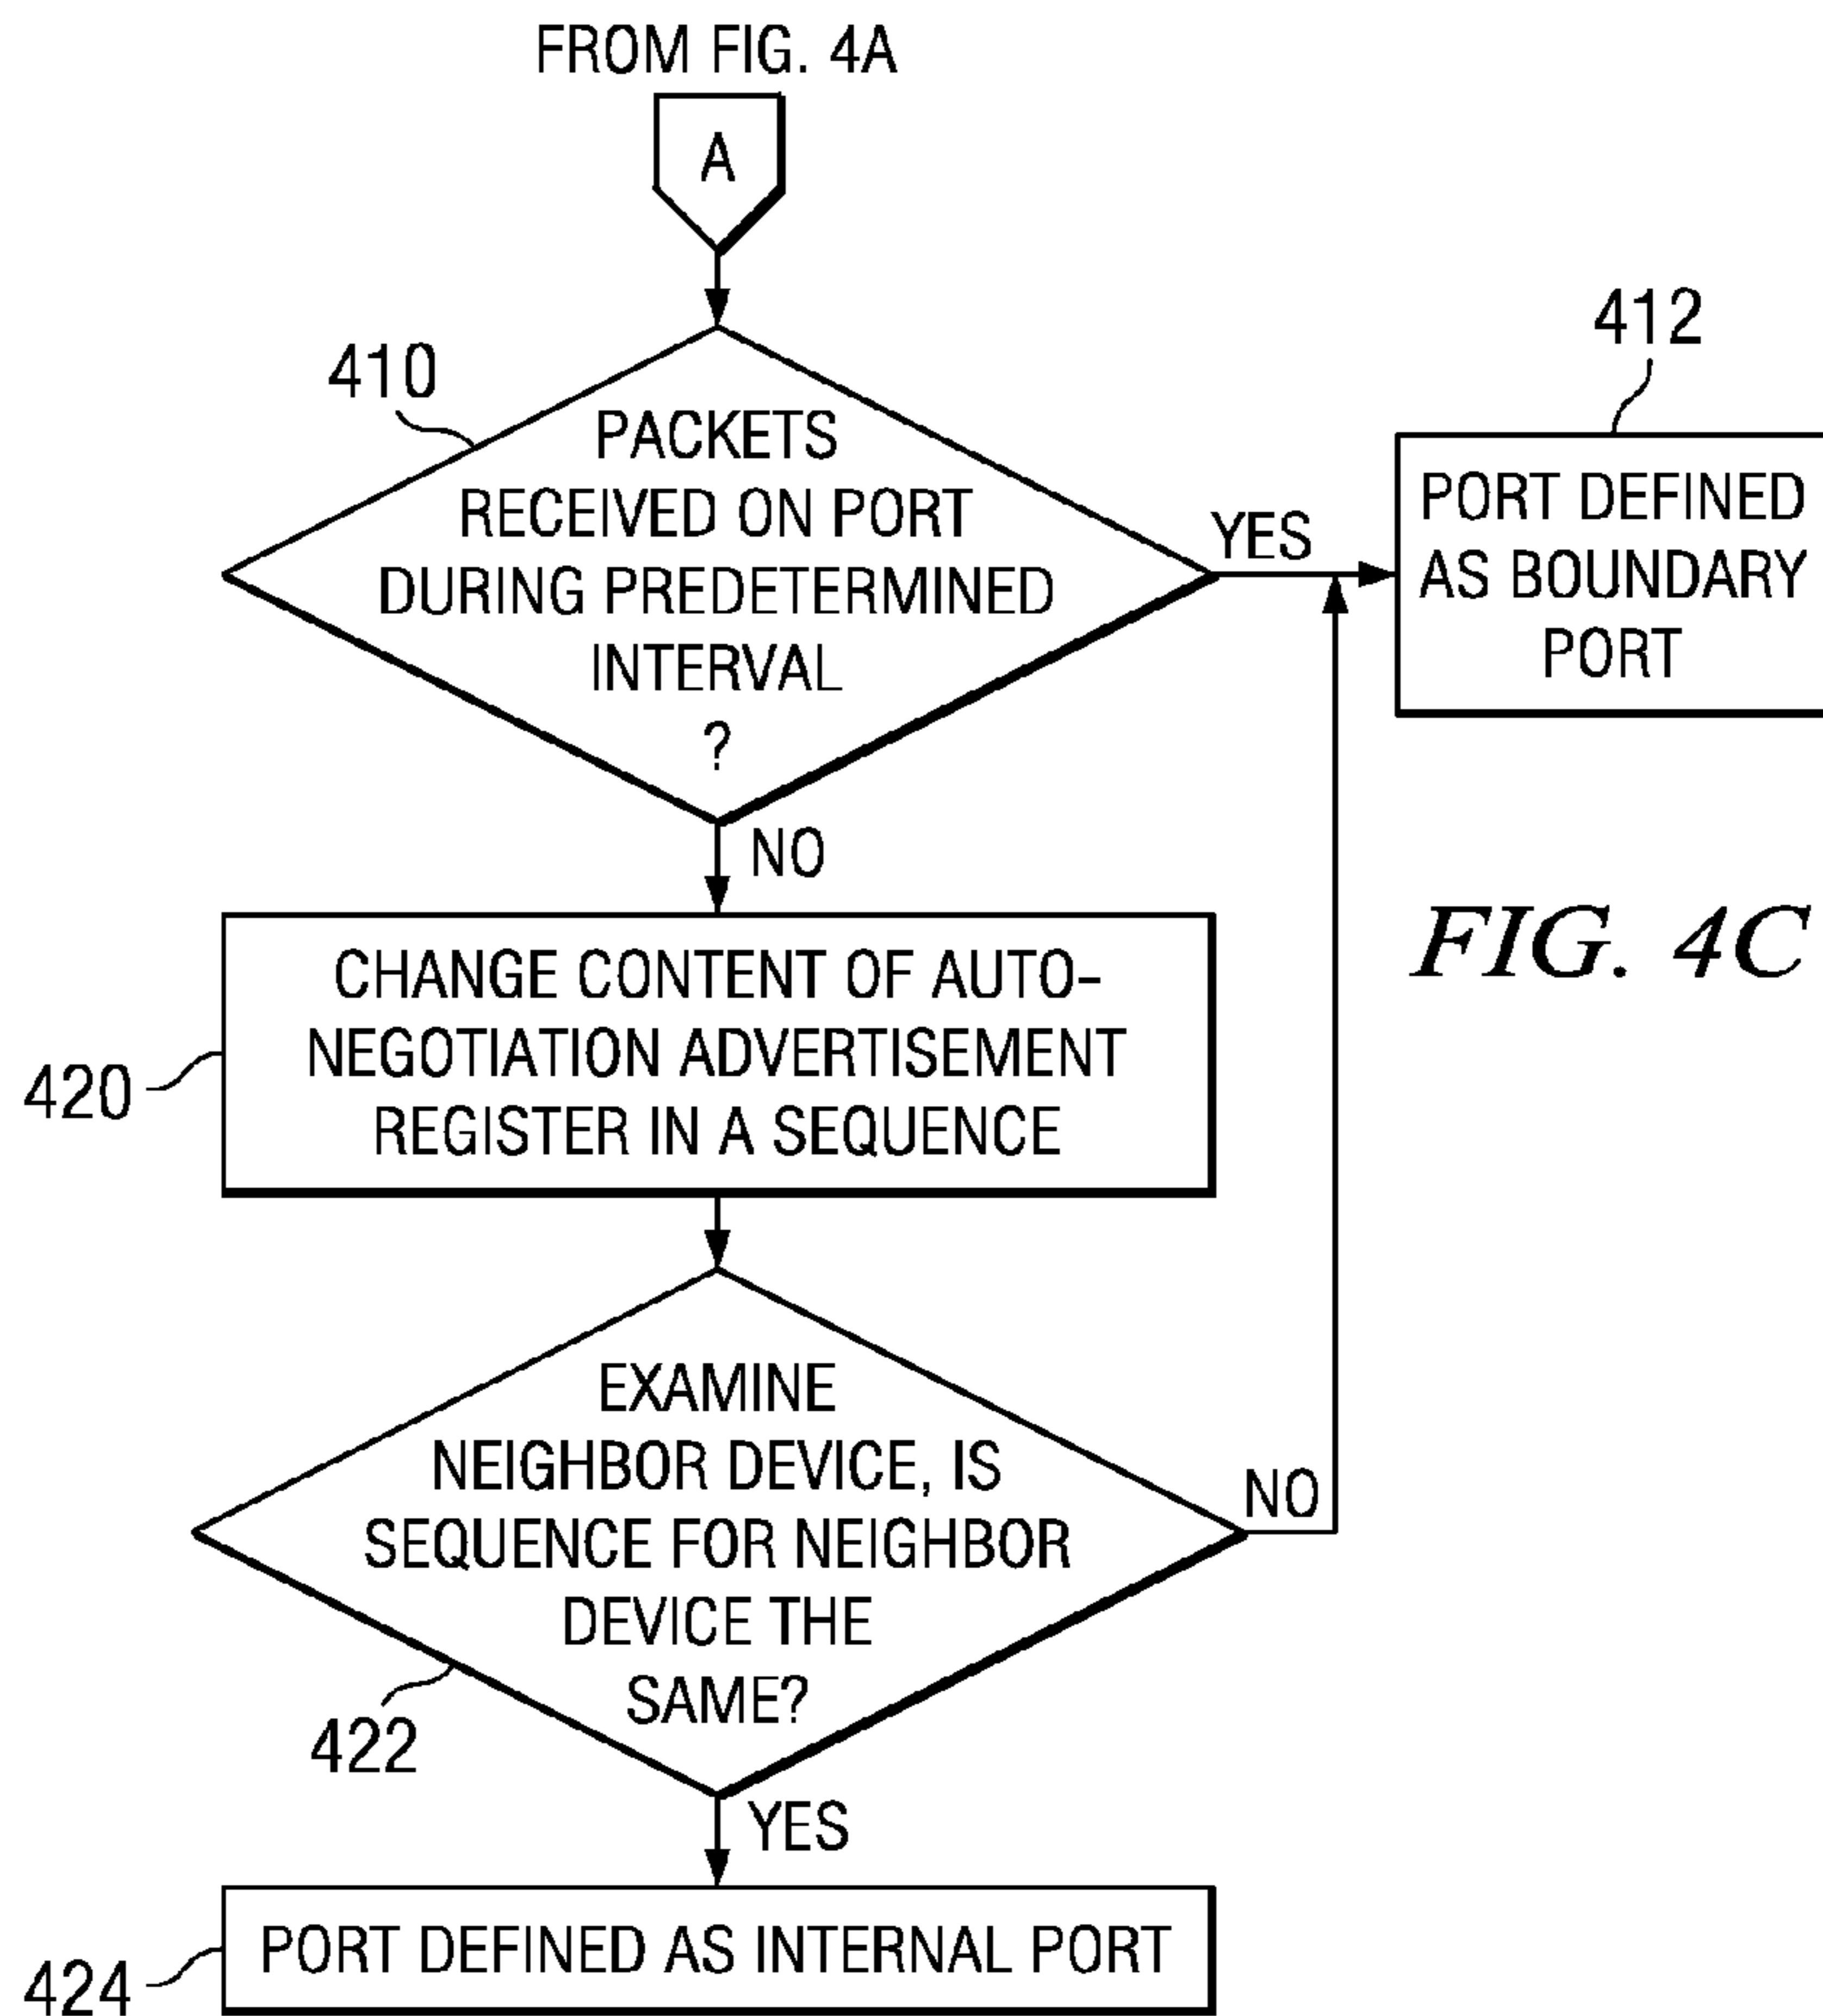 FROM FIG. 4A
A
410
PACKETS
RECEIVED ON PORT
DURING PREDETERMINED
INTERVAL
?
YES
412
PORT DEFINED
AS BOUNDARY
PORT
NO
FIG. 4C
420
CHANGE CONTENT OF AUTO-
NEGOTIATION ADVERTISEMENT
REGISTER IN A SEQUENCE
EXAMINE
NEIGHBOR DEVICE, IS
SEQUENCE FOR NEIGHBOR
DEVICE THE
SAME?
NO
422
YES
424
PORT DEFINED AS INTERNAL PORT